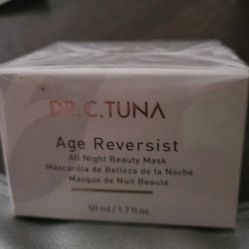 DR.C.TUNA
Age Reversist
All Night Beauty Mask
Máscarilla de Belleza de la Noche
Masque de Nuit Beauté
50 ml / 1.7 fl.oz.